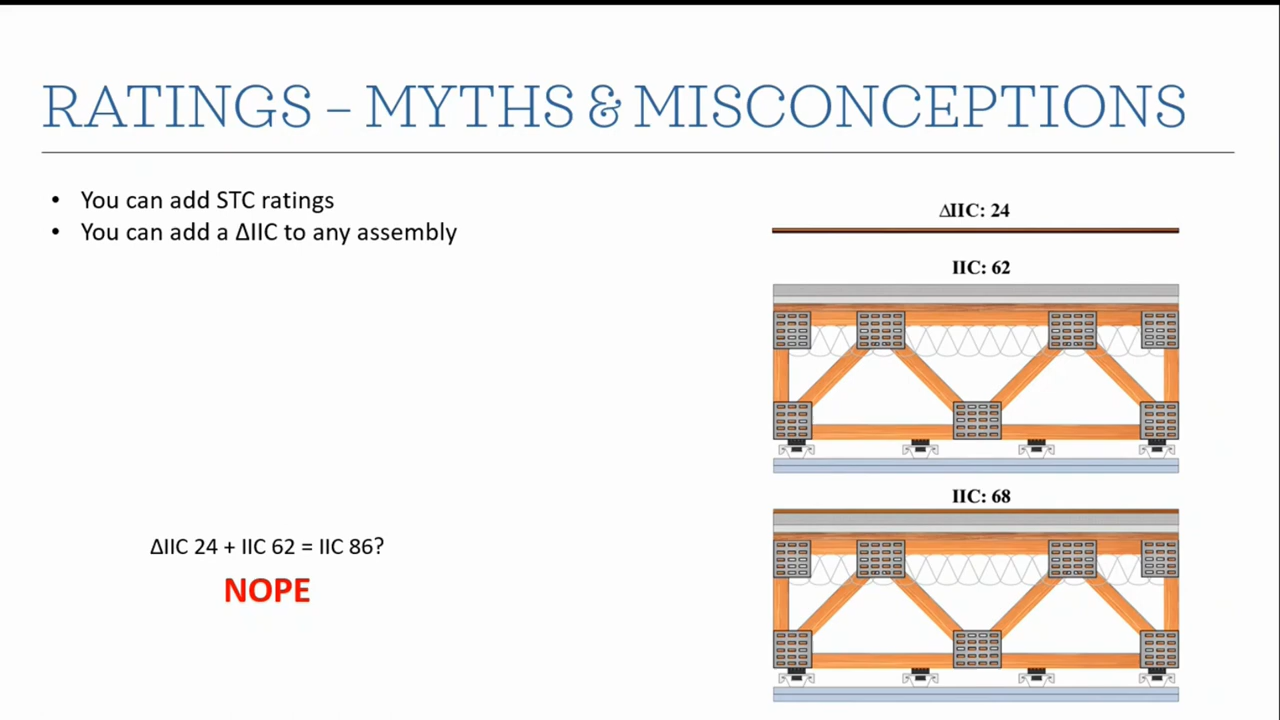 RATINGS – MYTHS & MISCONCEPTIONS
• You can add STC ratings
• You can add a ΔIIC to any assembly
ΔIIC 24 + IIC 62 = IIC 86?
NOPE
ΔIIC: 24
IIC: 62
IIC: 68